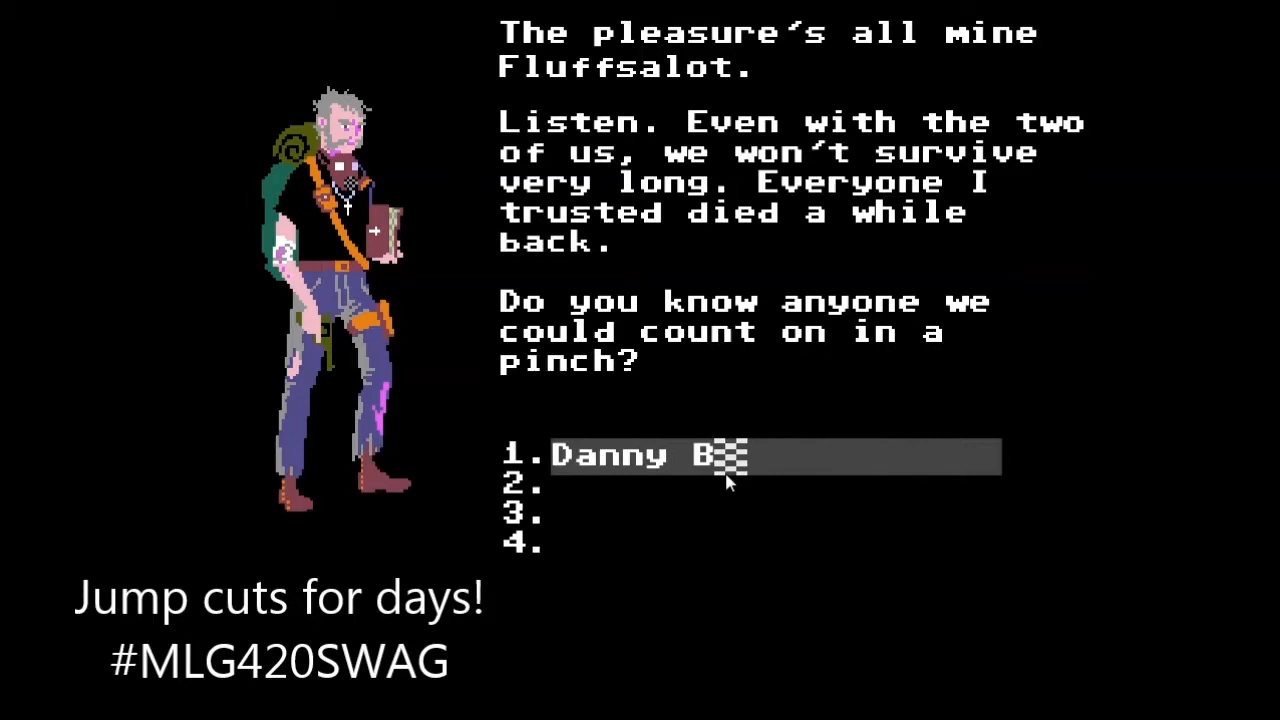 The pleasure's all mine
Fluffsalot.
Listen. Even with the two
of us, we won't survive
very long. Everyone I
trusted died a while
back.
Do you know anyone we
could count on in a
pinch?
1. Danny B
2.
3.
4.
Jump cuts for days!
#MLG420SWAG